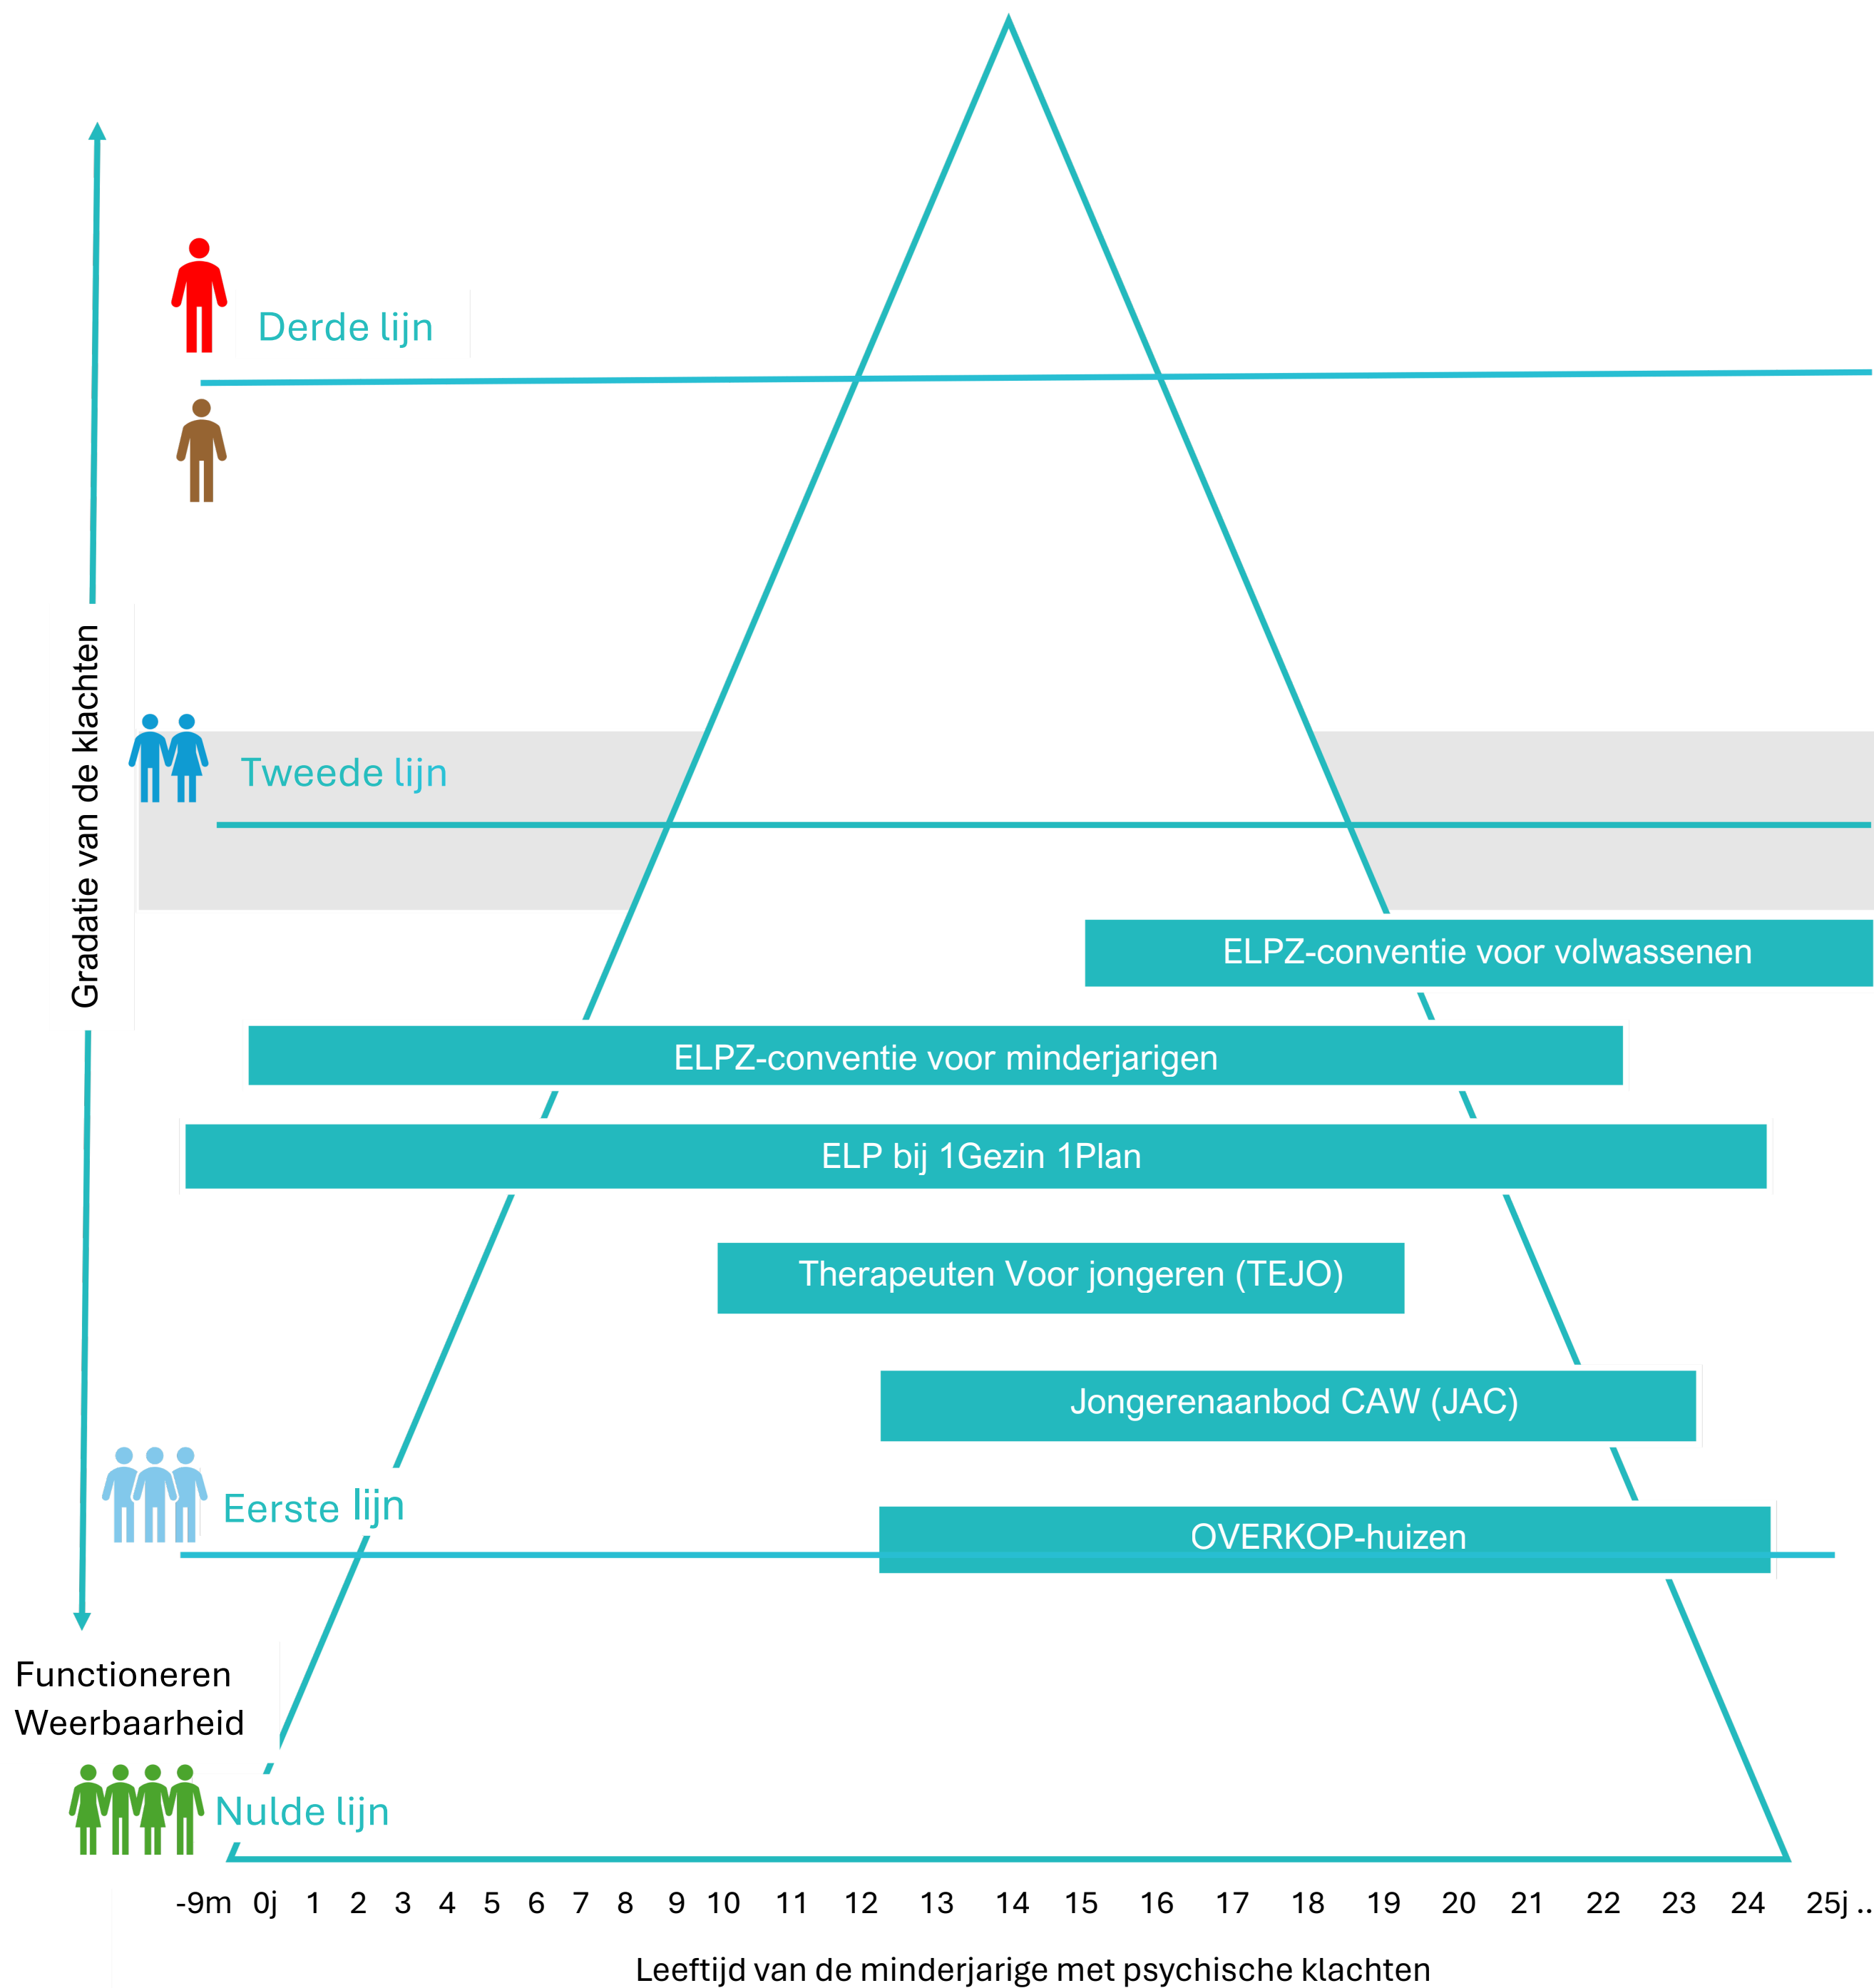 Derde lijn
Gradatie van de klachten
Tweede lijn
ELPZ-conventie voor volwassenen
ELPZ-conventie voor minderjarigen
ELP bij 1Gezin 1Plan
Therapeuten Voor jongeren (TEJO)
Jongerenaanbod CAW (JAC)
Eerste lijn
OVERKOP-huizen
Functioneren
Weerbaarheid
Nulde lijn
-9m 0j 1 2 3 4 5 6 7 8 9 10 11 12 13 14 15 16 17 18 19 20 21 22 23 24 25j ..
Leeftijd van de minderjarige met psychische klachten